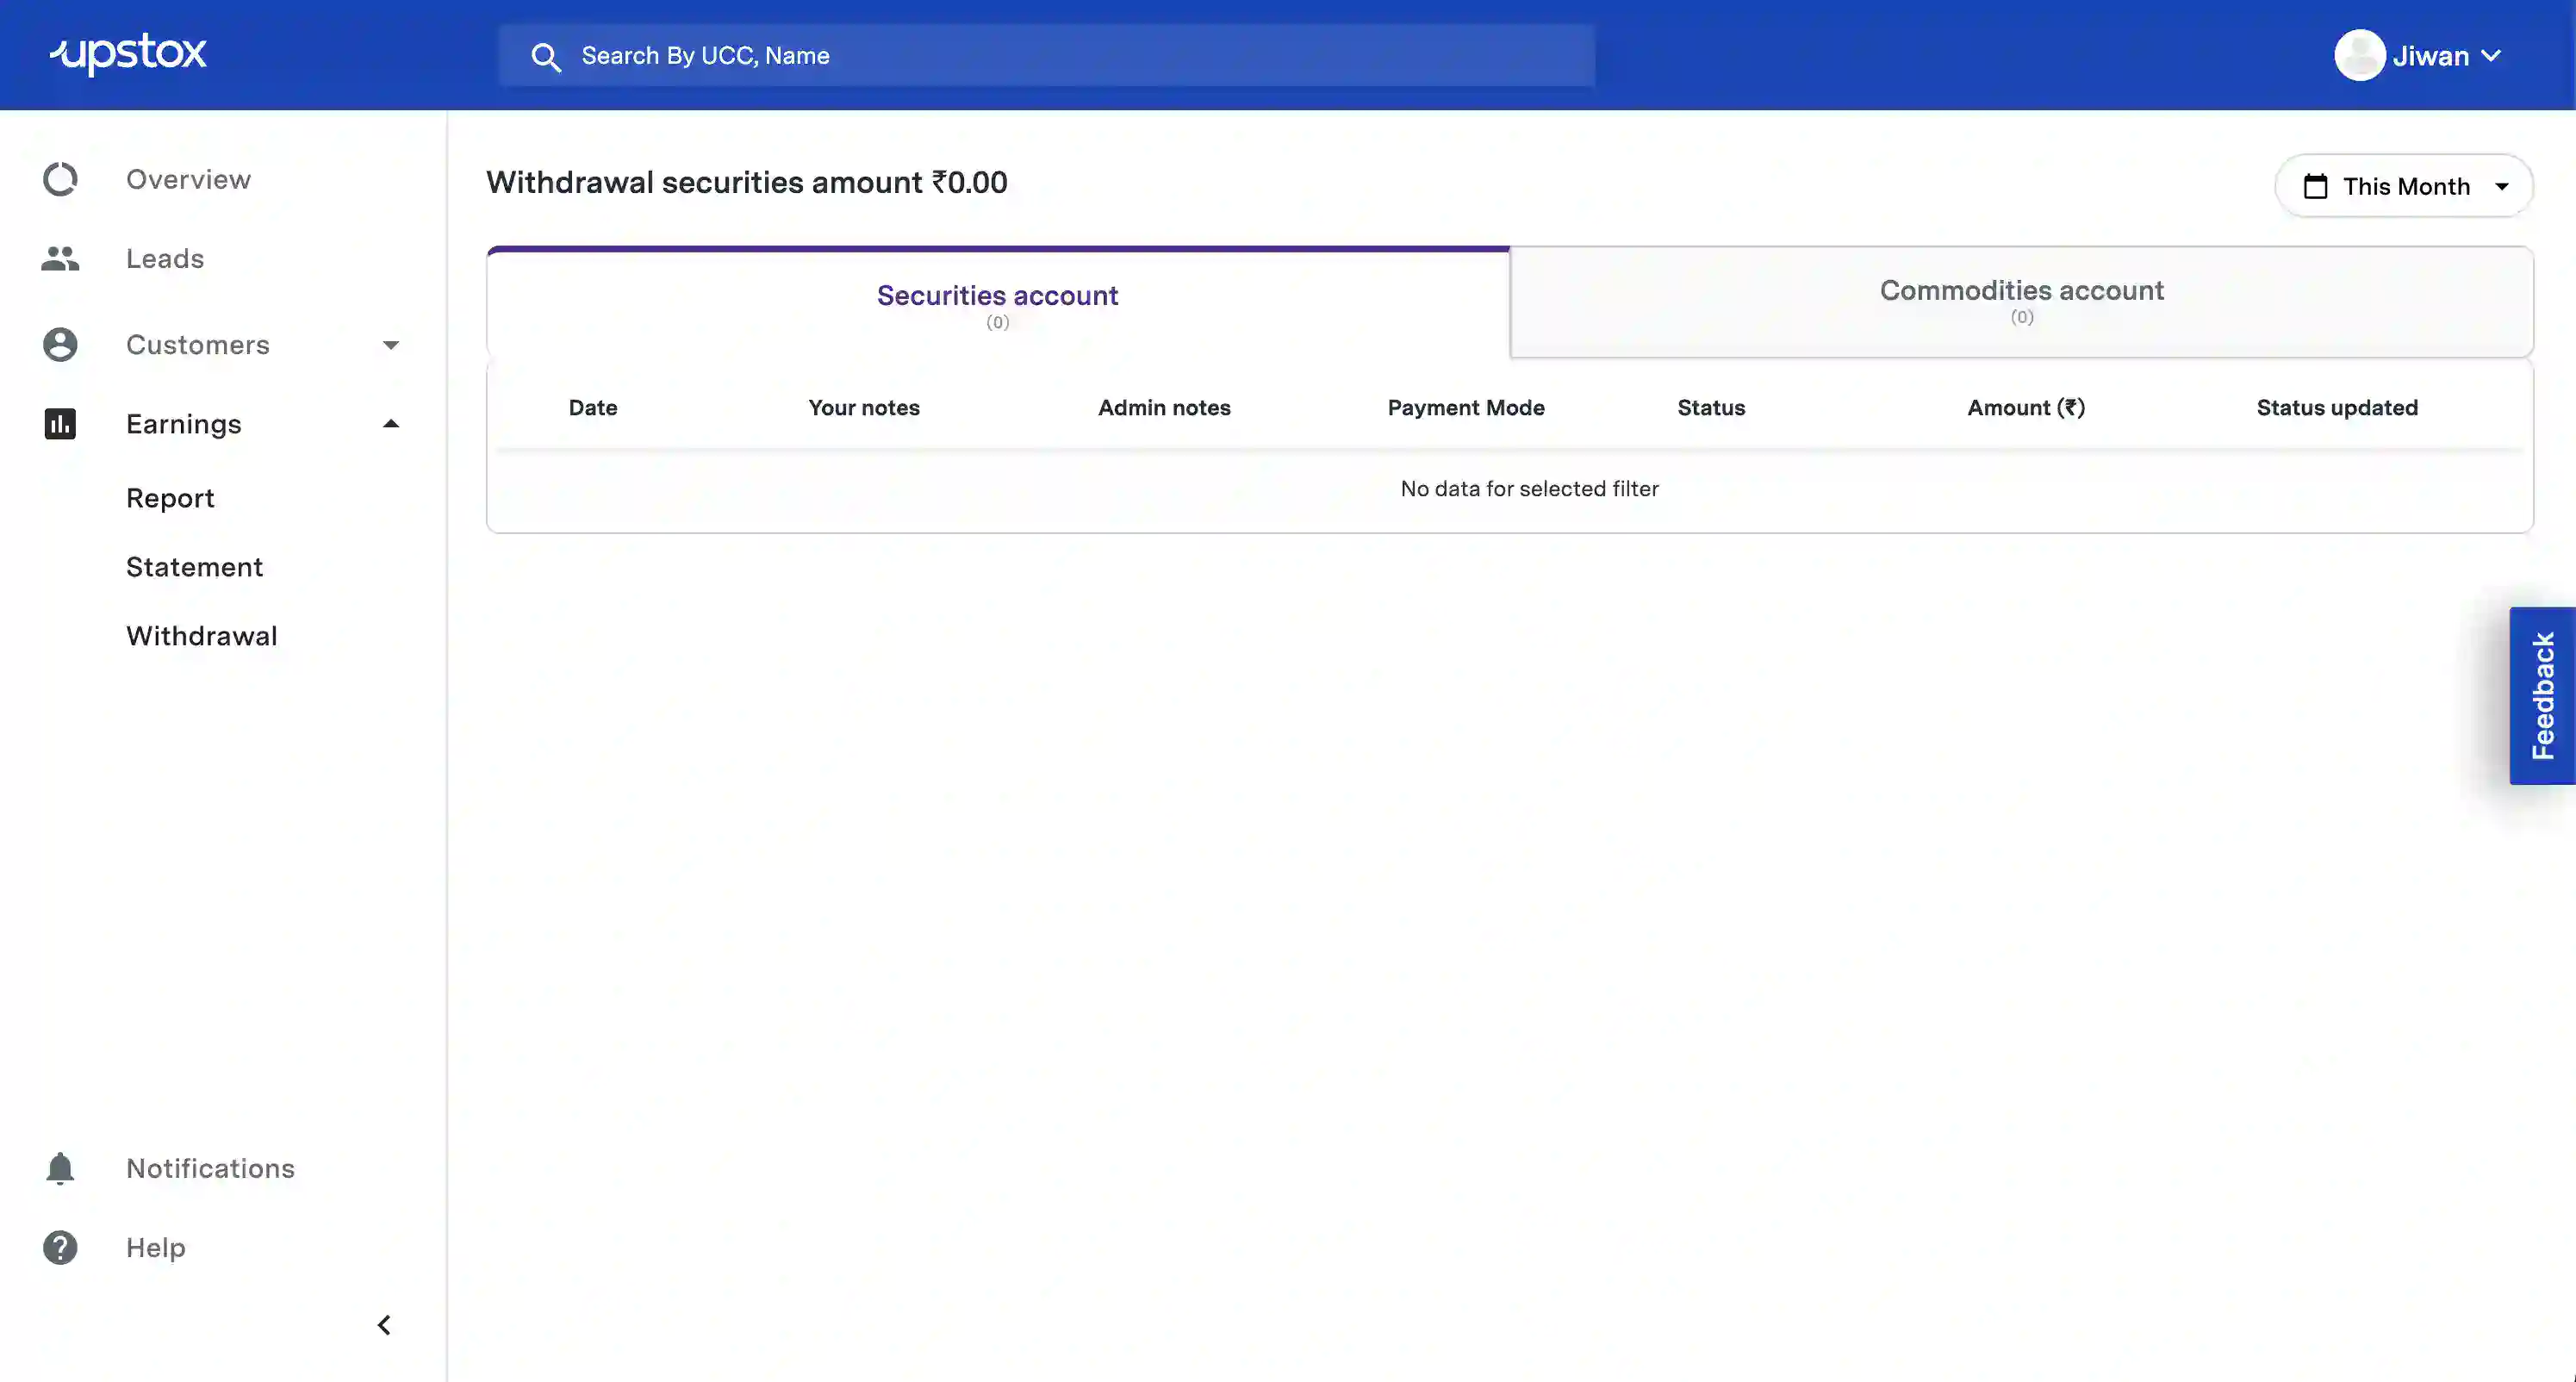 upstox
Search By UCC, Name
Jiwan
Overview
Leads
Customers
Earnings
Report
Statement
Withdrawal
Notifications
Help
Withdrawal securities amount ₹0.00
This Month
Securities account
(0)
Commodities account
(0)
Date Your notes Admin notes Payment Mode Status Amount (₹) Status updated
No data for selected filter
Feedback